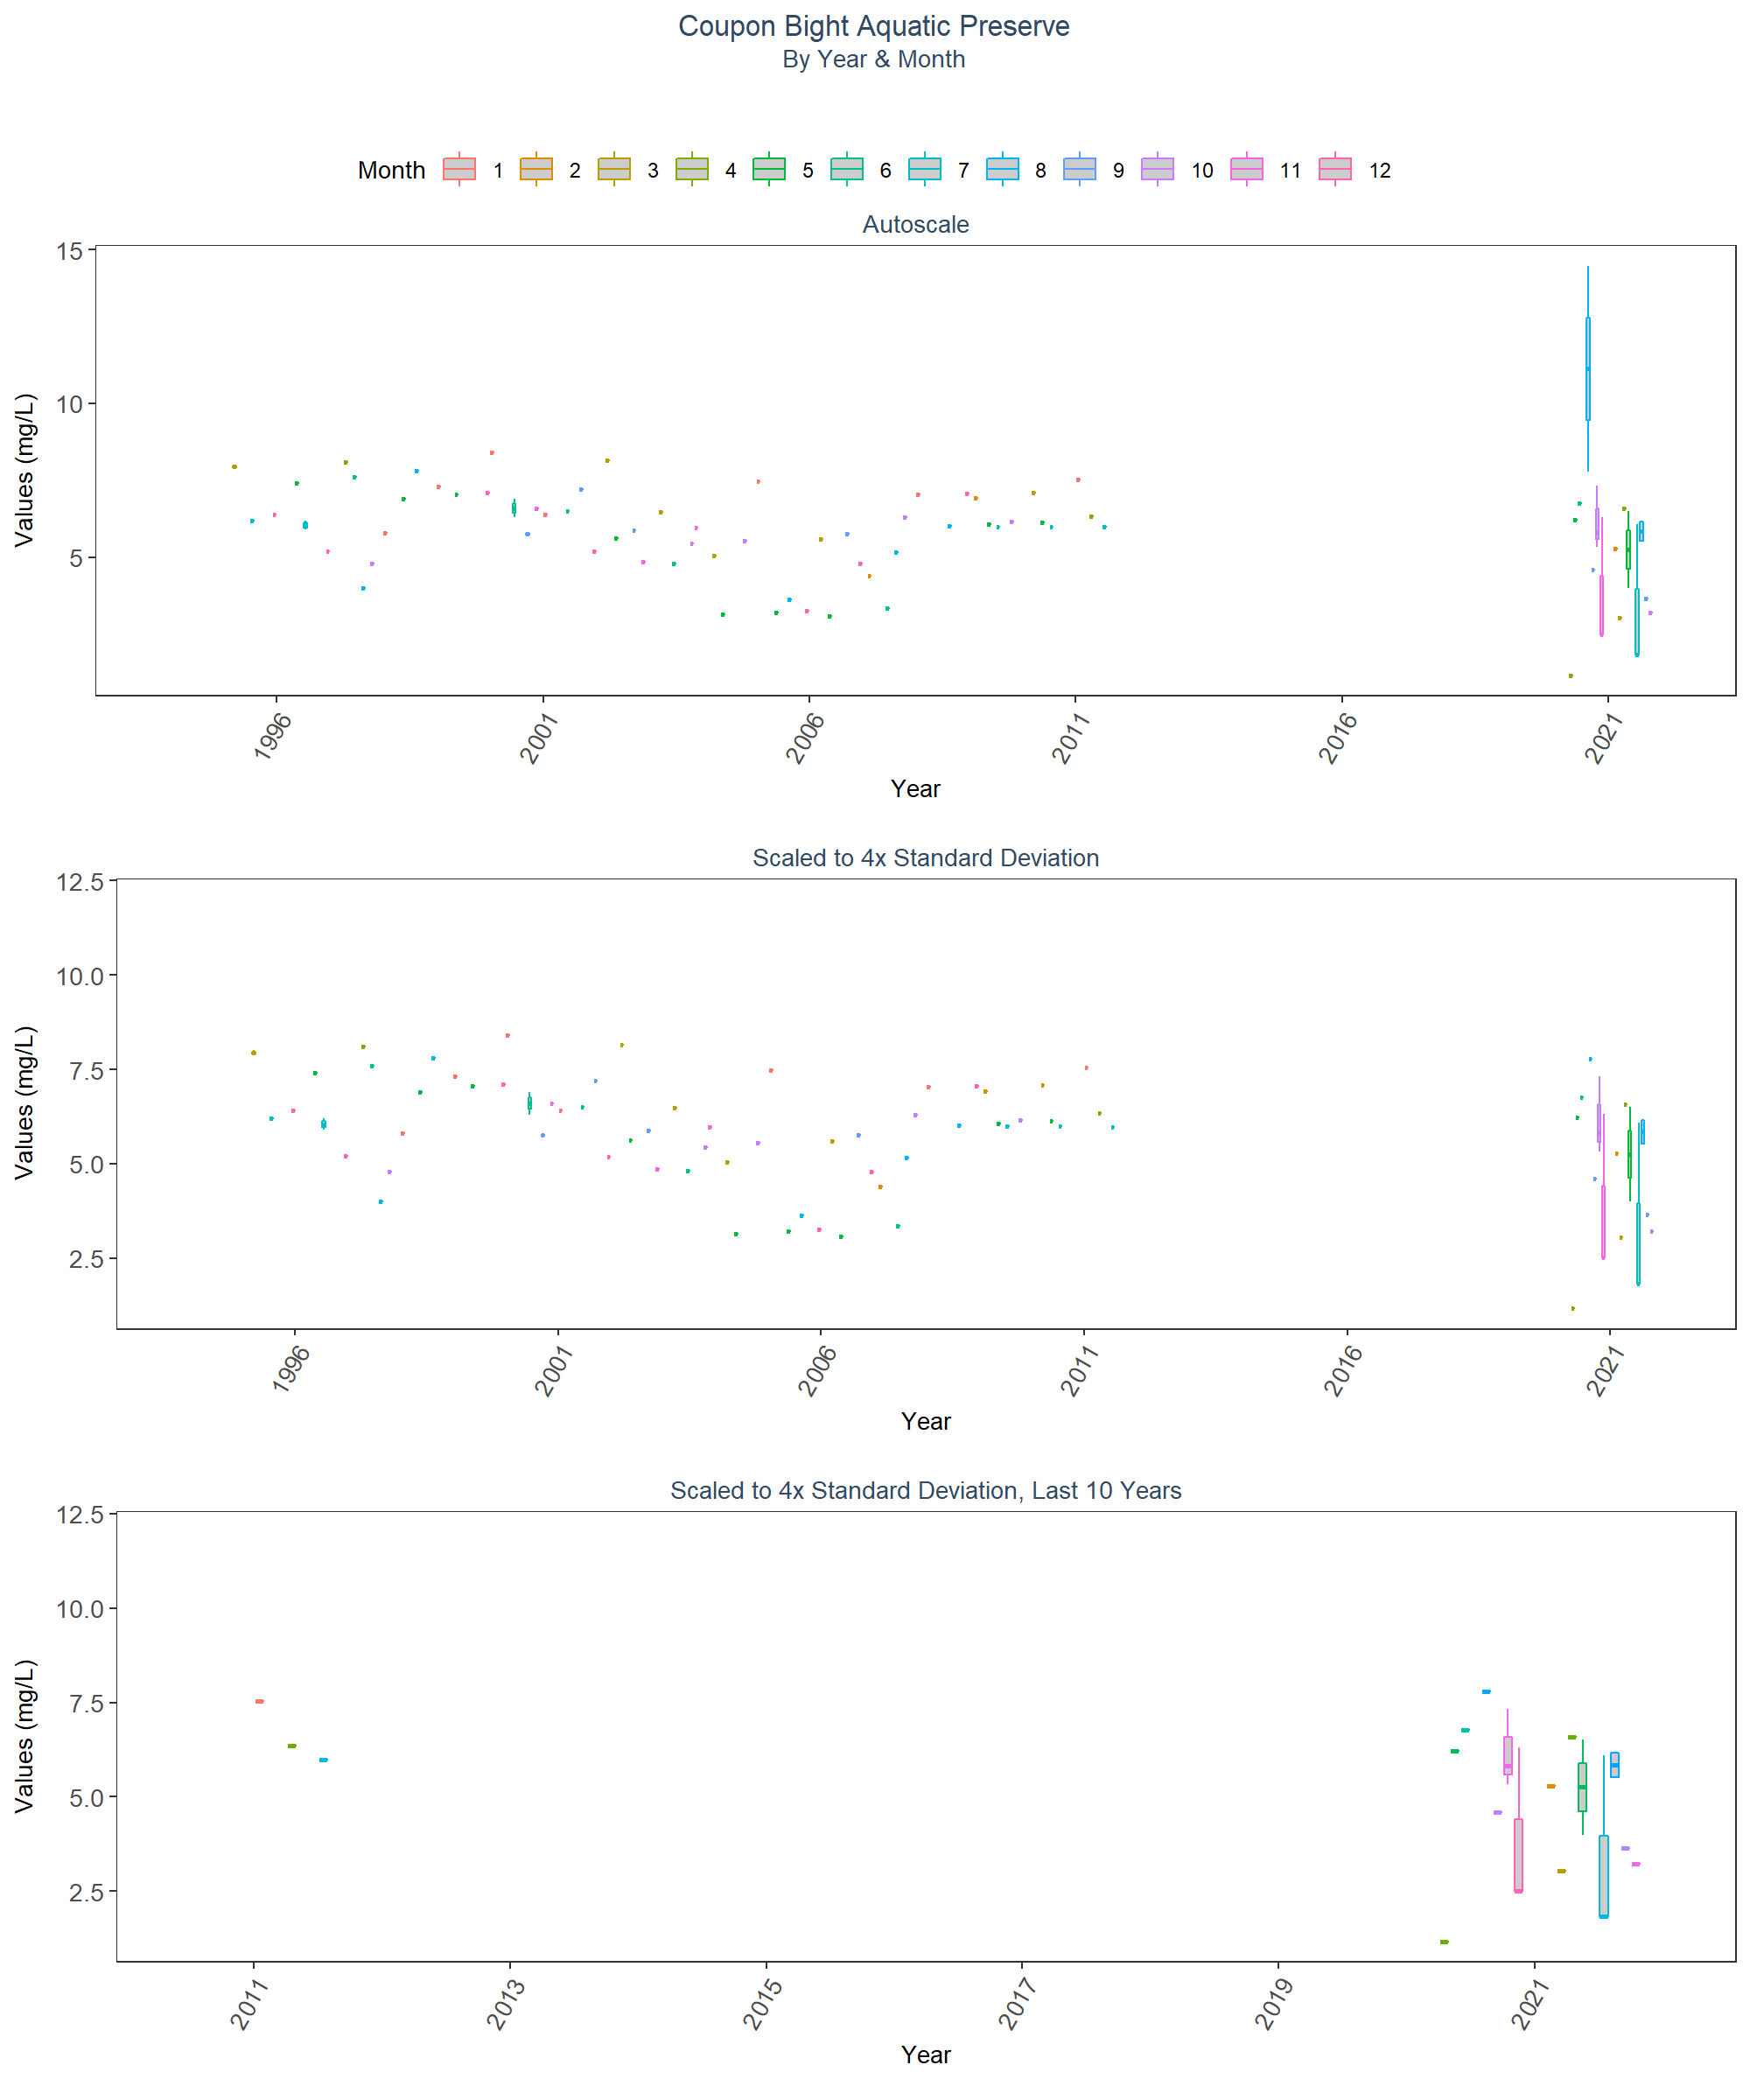 Coupon Bight Aquatic Preserve
By Year & Month
Month 1 2 3 4 5 6 7 8 9 10 11 12
Autoscale
15
10
5
Values (mg/L)
1996 2001 2006 2011 2016 2021
Year
Scaled to 4x Standard Deviation
12.5
10.0
7.5
5.0
2.5
Values (mg/L)
1996 2001 2006 2011 2016 2021
Year
Scaled to 4x Standard Deviation, Last 10 Years
12.5
10.0
7.5
5.0
2.5
Values (mg/L)
2011 2013 2015 2017 2019 2021
Year